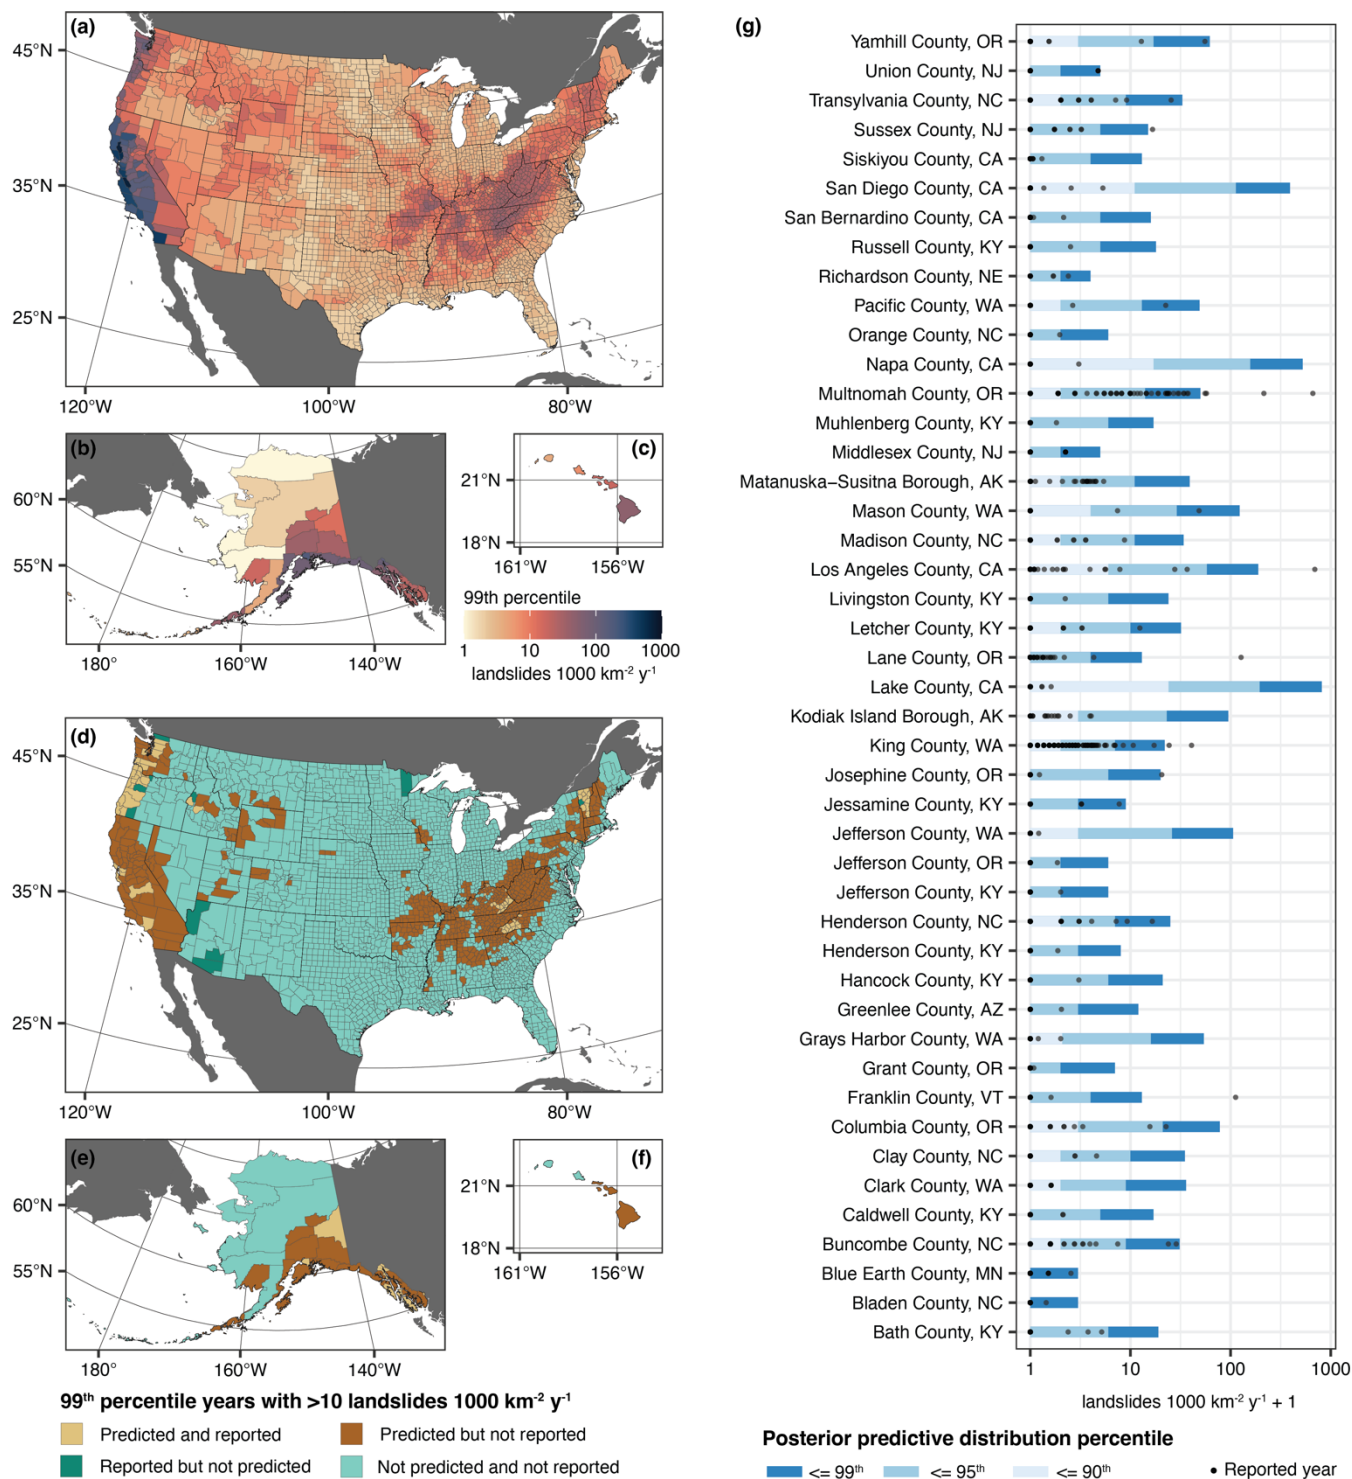 (a)
45°N
35°N
25°N
120°W
100°W
80°W
(b)
60°N
55°N
180°
160°W
140°W
(c)
21°N
18°N
161°W
156°W
99th percentile
1
10
100
1000
landslides 1000 km⁻² y⁻¹
(d)
45°N
35°N
25°N
120°W
100°W
80°W
(e)
60°N
55°N
180°
160°W
140°W
(f)
21°N
18°N
161°W
156°W
99ᵗʰ percentile years with >10 landslides 1000 km⁻² y⁻¹
Predicted and reported
Predicted but not reported
Reported but not predicted
Not predicted and not reported
(g)
Yamhill County, OR
Union County, NJ
Transylvania County, NC
Sussex County, NJ
Siskiyou County, CA
San Diego County, CA
San Bernardino County, CA
Russell County, KY
Richardson County, NE
Pacific County, WA
Orange County, NC
Napa County, CA
Multnomah County, OR
Muhlenberg County, KY
Middlesex County, NJ
Matanuska−Susitna Borough, AK
Mason County, WA
Madison County, NC
Los Angeles County, CA
Livingston County, KY
Letcher County, KY
Lane County, OR
Lake County, CA
Kodiak Island Borough, AK
King County, WA
Josephine County, OR
Jessamine County, KY
Jefferson County, WA
Jefferson County, OR
Jefferson County, KY
Henderson County, NC
Henderson County, KY
Hancock County, KY
Greenlee County, AZ
Grays Harbor County, WA
Grant County, OR
Franklin County, VT
Columbia County, OR
Clay County, NC
Clark County, WA
Caldwell County, KY
Buncombe County, NC
Blue Earth County, MN
Bladen County, NC
Bath County, KY
1
10
100
1000
landslides 1000 km⁻² y⁻¹ + 1
Posterior predictive distribution percentile
<= 99ᵗʰ
<= 95ᵗʰ
<= 90ᵗʰ
Reported year